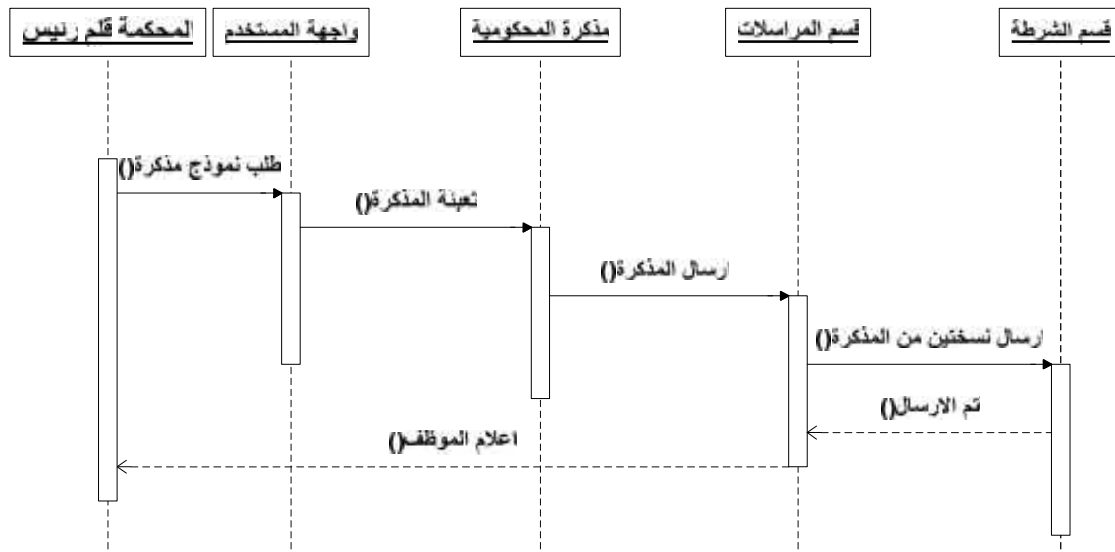 المحكمة قلم رئيس
واجهة المستخدم
مذكرة المحكومية
قسم المراسلات
قسم الشرطة
طلب نموذج مذكرة()
تعبئة المذكرة()
ارسال المذكرة()
ارسال نسختين من المذكرة()
تم الارسال()
اعلام الموظف()